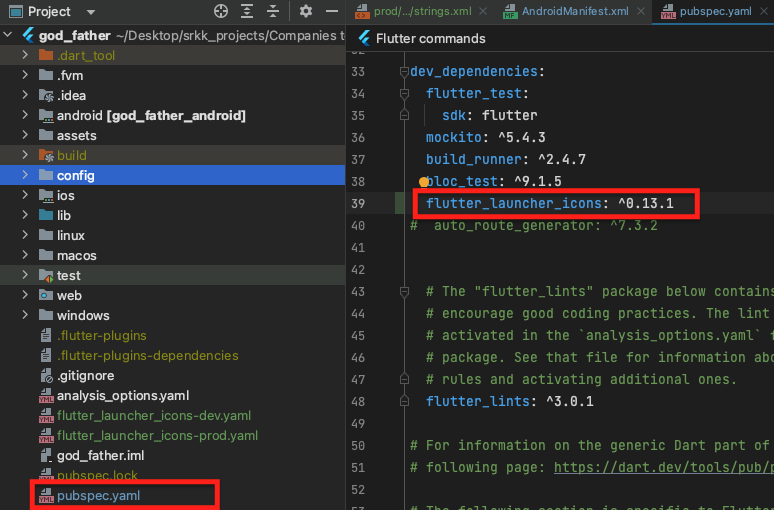 Project
prod/.../strings.xml
AndroidManifest.xml
pubspec.yaml
god_father ~/Desktop/srkk_projects/Companies to
.dart_tool
.fvm
.idea
android [god_father_android]
assets
build
config
ios
lib
linux
macos
test
web
windows
.flutter-plugins
.flutter-plugins-dependencies
.gitignore
analysis_options.yaml
flutter_launcher_icons-dev.yaml
flutter_launcher_icons-prod.yaml
god_father.iml
pubspec.lock
pubspec.yaml
Flutter commands
32
33 dev_dependencies:
34 flutter_test:
35 sdk: flutter
36 mockito: ^5.4.3
37 build_runner: ^2.4.7
38 bloc_test: ^9.1.5
39 flutter_launcher_icons: ^0.13.1
40 # auto_route_generator: ^7.3.2
41
42
43 # The "flutter_lints" package below contains
44 # encourage good coding practices. The lint
45 # activated in the `analysis_options.yaml` f
46 # package. See that file for information abo
47 # rules and activating additional ones.
48 flutter_lints: ^3.0.1
49
50 # For information on the generic Dart part of
51 # following page: https://dart.dev/tools/pub/p
52
53 # The following section is specific to Flutte